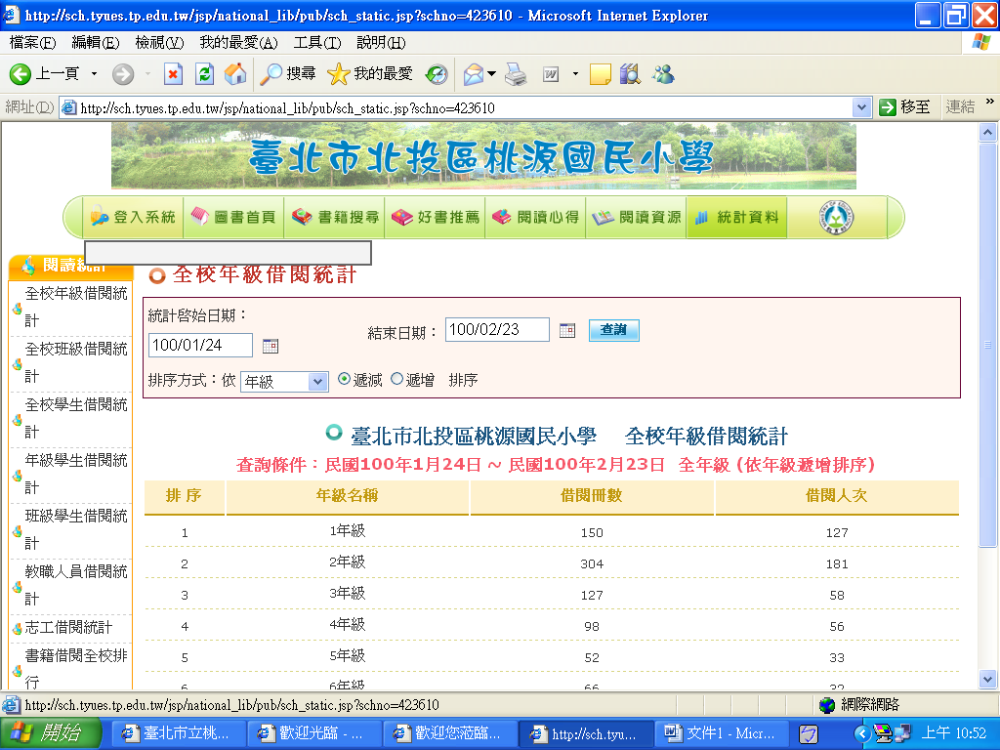 http://sch.tyues.tp.edu.tw/jsp/national_lib/pub/sch_static.jsp?schno=423610 - Microsoft Internet Explorer
檔案(F) 編輯(E) 檢視(V) 我的最愛(A) 工具(T) 說明(H)
上一頁 搜尋 我的最愛
網址(D) http://sch.tyues.tp.edu.tw/jsp/national_lib/pub/sch_static.jsp?schno=423610 移至 連結 »
臺北市北投區桃源國民小學
登入系統 圖書首頁 書籍搜尋 好書推薦 閱讀心得 閱讀資源 統計資料
閱讀統計
全校年級借閱統計
全校班級借閱統計
全校學生借閱統計
年級學生借閱統計
班級學生借閱統計
教職人員借閱統計
志工借閱統計
書籍借閱全校排行
全校年級借閱統計
統計啓始日期：
100/01/24
結束日期： 100/02/23 查詢
排序方式：依 年級 遞減 遞增 排序
臺北市北投區桃源國民小學 全校年級借閱統計
查詢條件：民國100年1月24日 ~ 民國100年2月23日 全年級 (依年級遞增排序)
排 序 年級名稱 借閱冊數 借閱人次
1 1年級 150 127
2 2年級 304 181
3 3年級 127 58
4 4年級 98 56
5 5年級 52 33
6 6年級 66
http://sch.tyues.tp.edu.tw/jsp/national_lib/pub/sch_static.jsp?schno=423610 網際網路
開始 臺北市立桃... 歡迎光臨 - ... 歡迎您蒞臨... http://sch.tyu... 文件1 - Micr... 上午 10:52